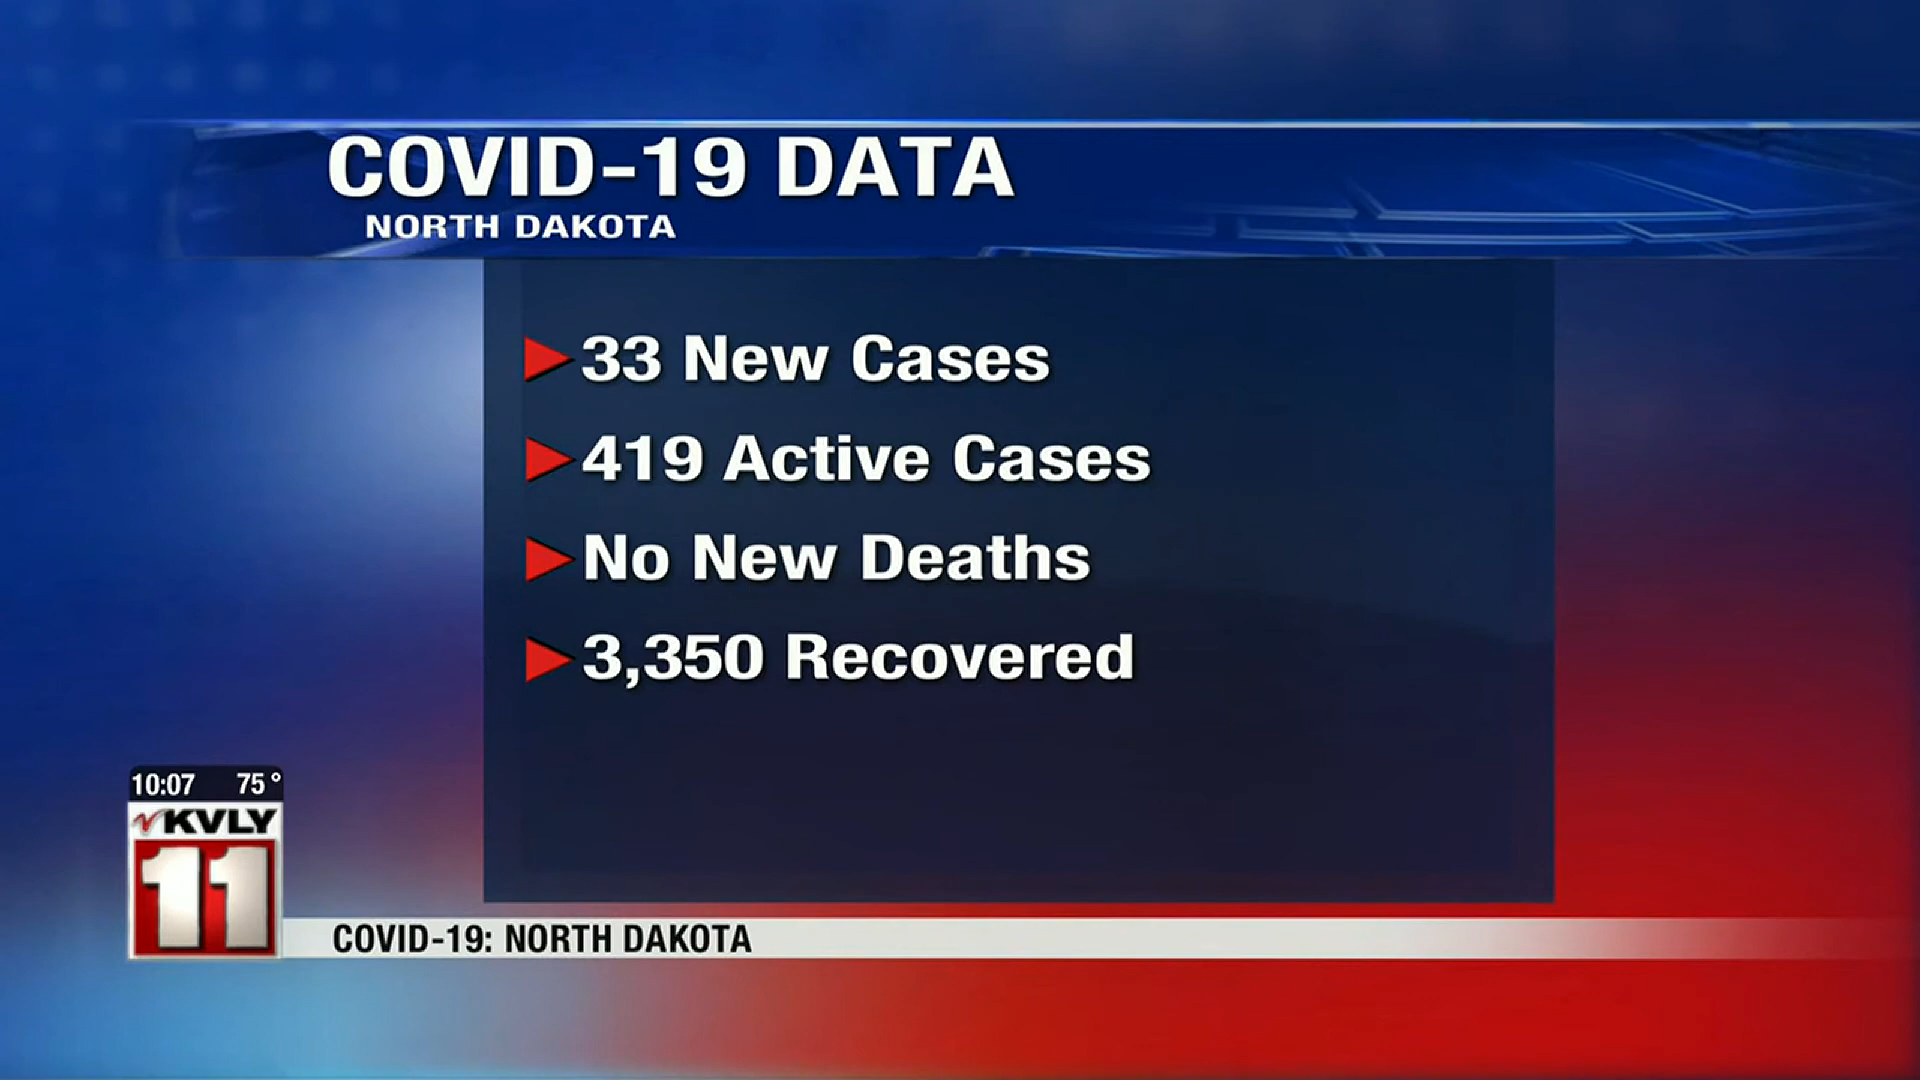 COVID-19 DATA
NORTH DAKOTA
33 New Cases
419 Active Cases
No New Deaths
3,350 Recovered
10:07 75°
KVLY
11
COVID-19: NORTH DAKOTA